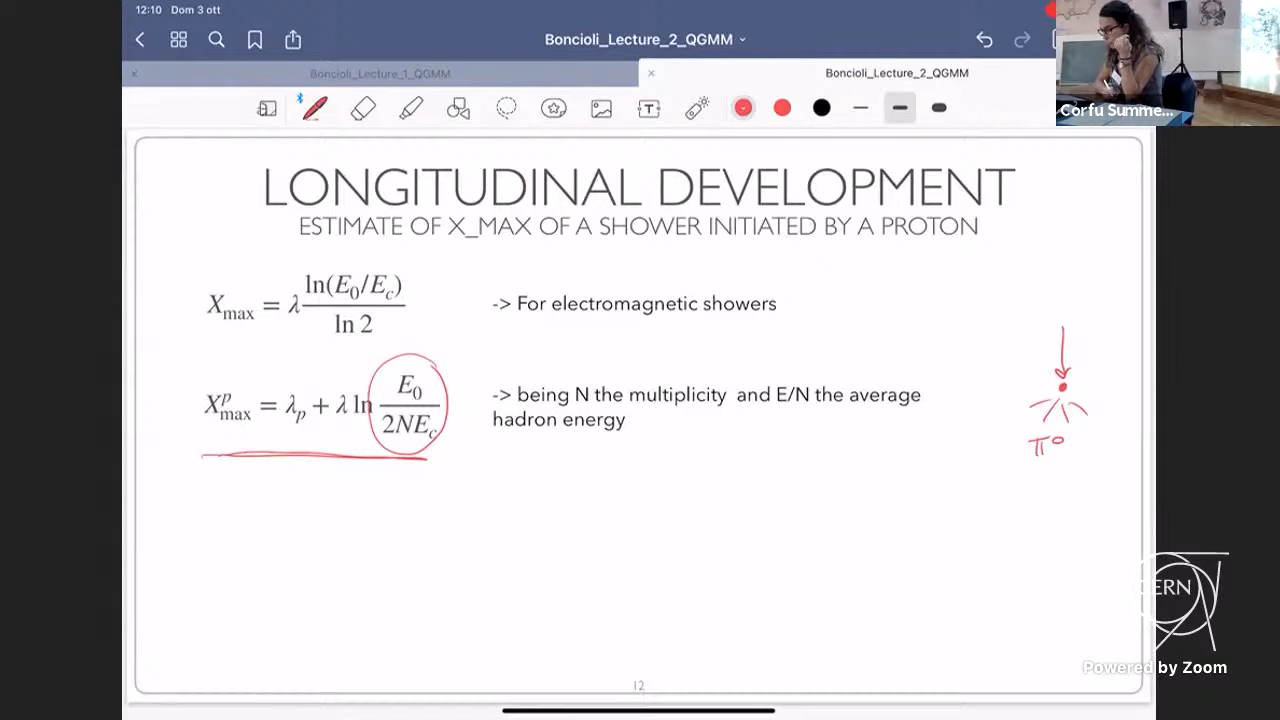 12:10 Dom 3 ott
Boncioli_Lecture_2_QGMM
Boncioli_Lecture_1_QGMM
Boncioli_Lecture_2_QGMM
Corfu Summe...
LONGITUDINAL DEVELOPMENT
ESTIMATE OF X_MAX OF A SHOWER INITIATED BY A PROTON
X_max = λ ln(E_0/E_c) / ln 2
-> For electromagnetic showers
X^p_max = λ_p + λ ln E_0 / 2NE_c
-> being N the multiplicity and E/N the average
hadron energy
π⁰
12
CERN
Powered by Zoom